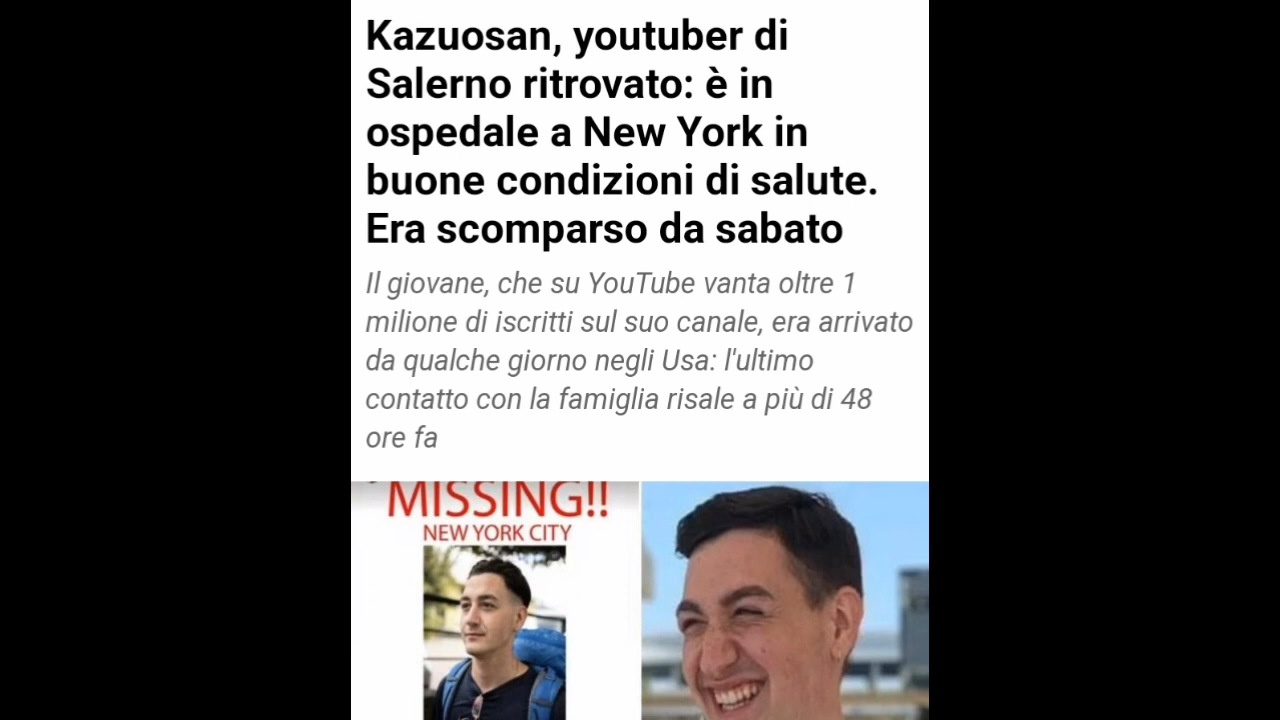 Kazuosan, youtuber di
Salerno ritrovato: è in
ospedale a New York in
buone condizioni di salute.
Era scomparso da sabato
Il giovane, che su YouTube vanta oltre 1
milione di iscritti sul suo canale, era arrivato
da qualche giorno negli Usa: l'ultimo
contatto con la famiglia risale a più di 48
ore fa
MISSING!!
NEW YORK CITY